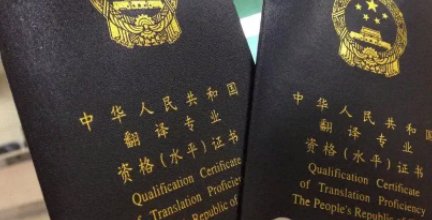 中华人民共和国
翻译专业
资格(水平)证书
Qualification Certificate
of Translation Proficiency
Republic of
中华人民共和国
翻译专业
资格(水平)证书
Qualification Certificate
of Translation Proficiency
The People's Republic